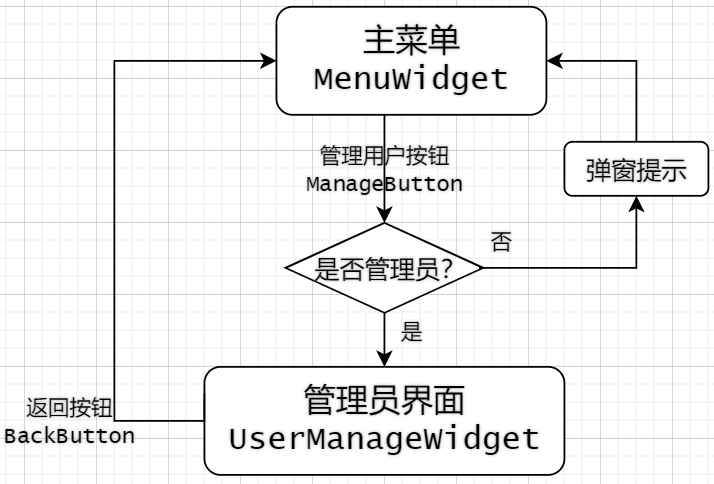 主菜单
MenuWidget
管理用户按钮
ManageButton
弹窗提示
否
是否管理员?
是
管理员界面
UserManageWidget
返回按钮
BackButton